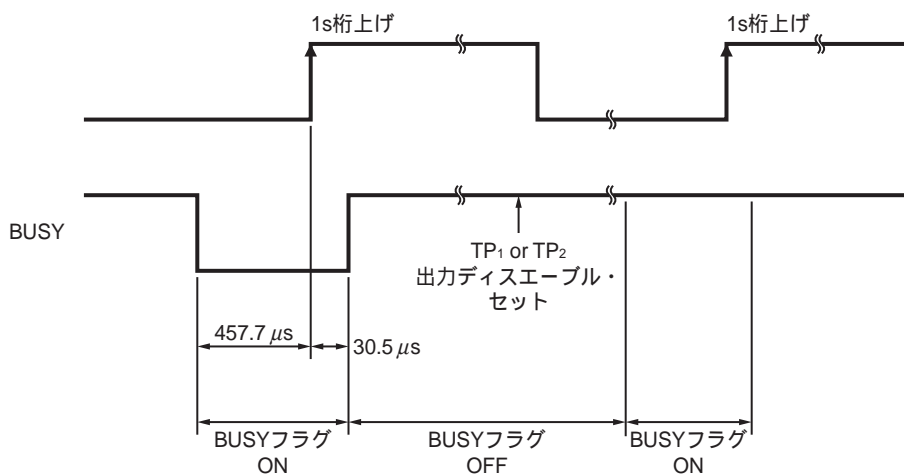 1s桁上げ
1s桁上げ
BUSY
TP1 or TP2
出力ディスエーブル・
セット
457.7 μs
30.5 μs
BUSYフラグ
ON
BUSYフラグ
OFF
BUSYフラグ
ON